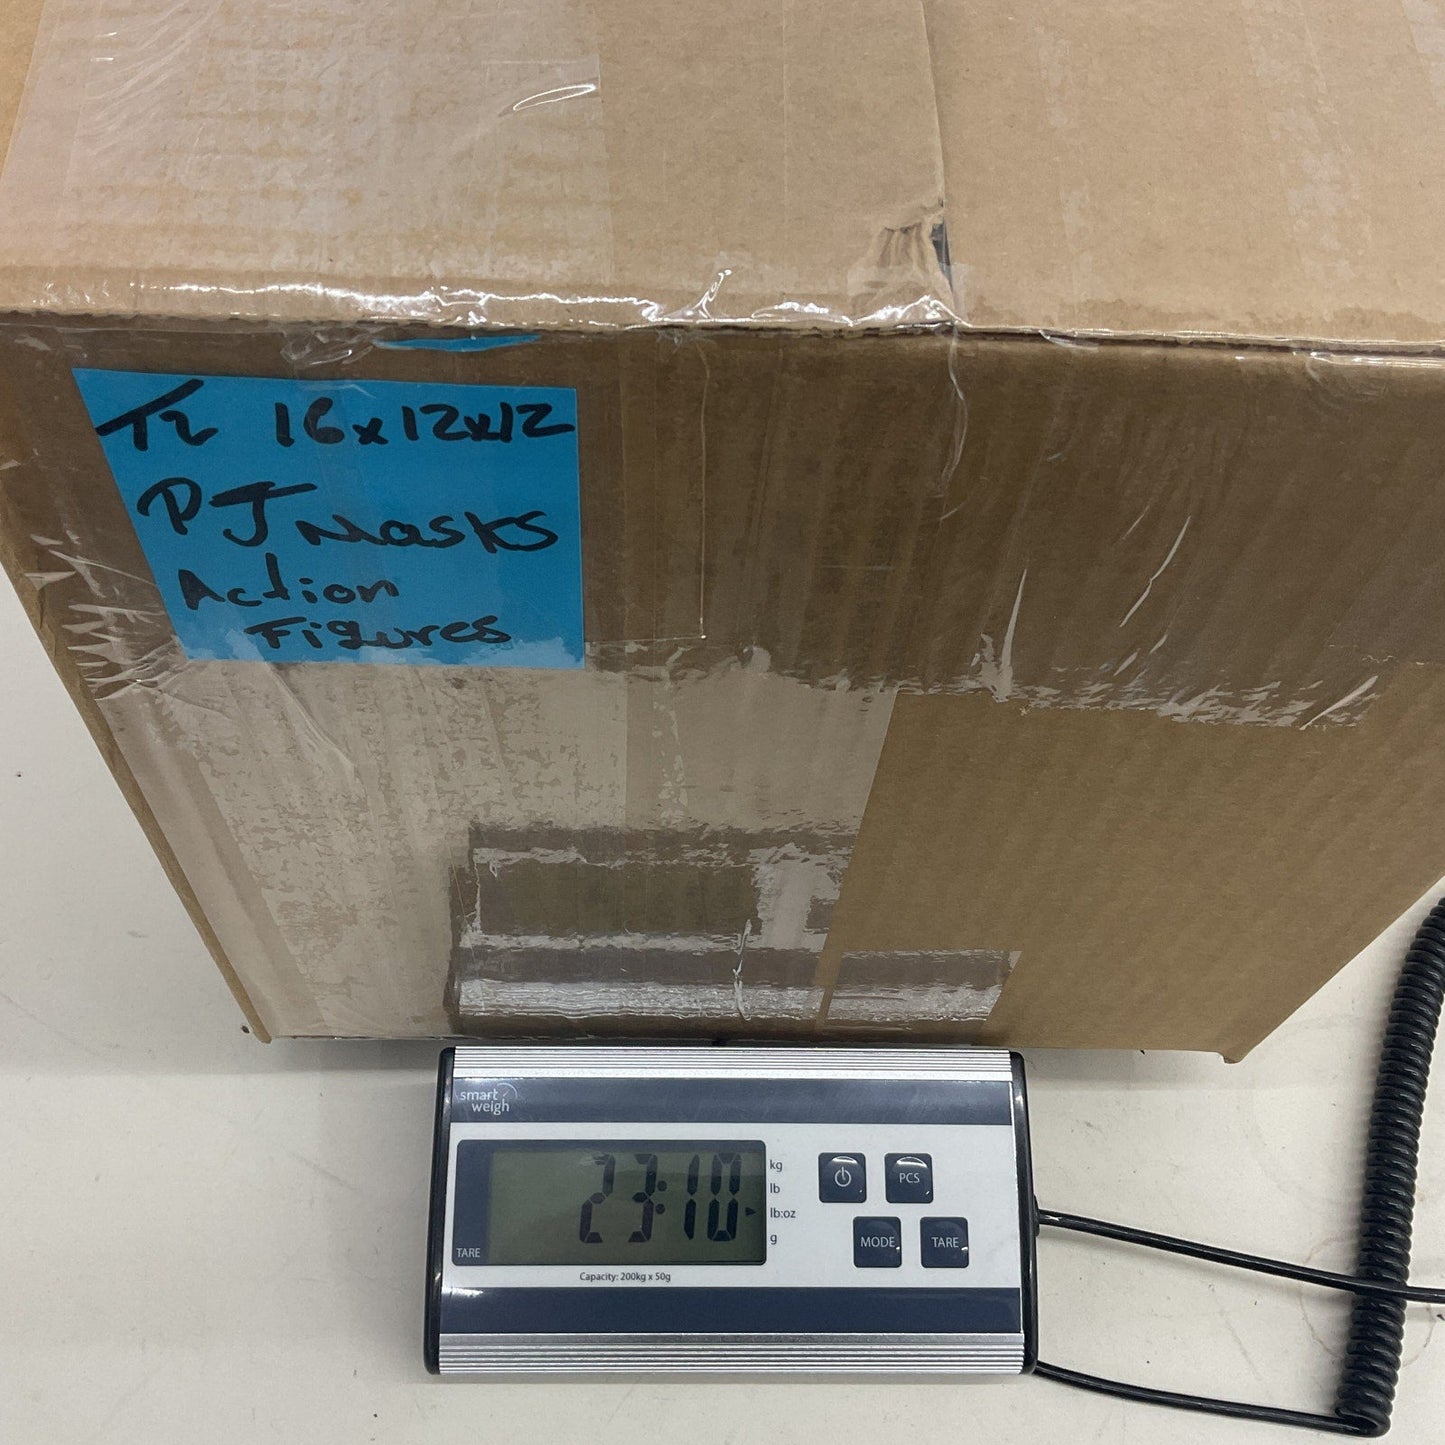 T2 16x12x12
PJ Masks
Action
Figures
smart
weigh
23:10
kg
lb
lb:oz
g
TARE
Capacity: 200kg x 50g
PCS
MODE
TARE